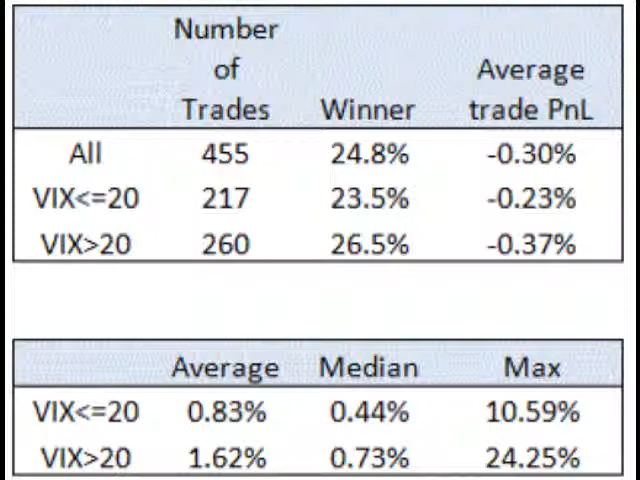 Number
of
Average
Trades Winner trade PnL
All 455 24.8% -0.30%
VIX<=20 217 23.5% -0.23%
VIX>20 260 26.5% -0.37%
Average Median Max
VIX<=20 0.83% 0.44% 10.59%
VIX>20 1.62% 0.73% 24.25%